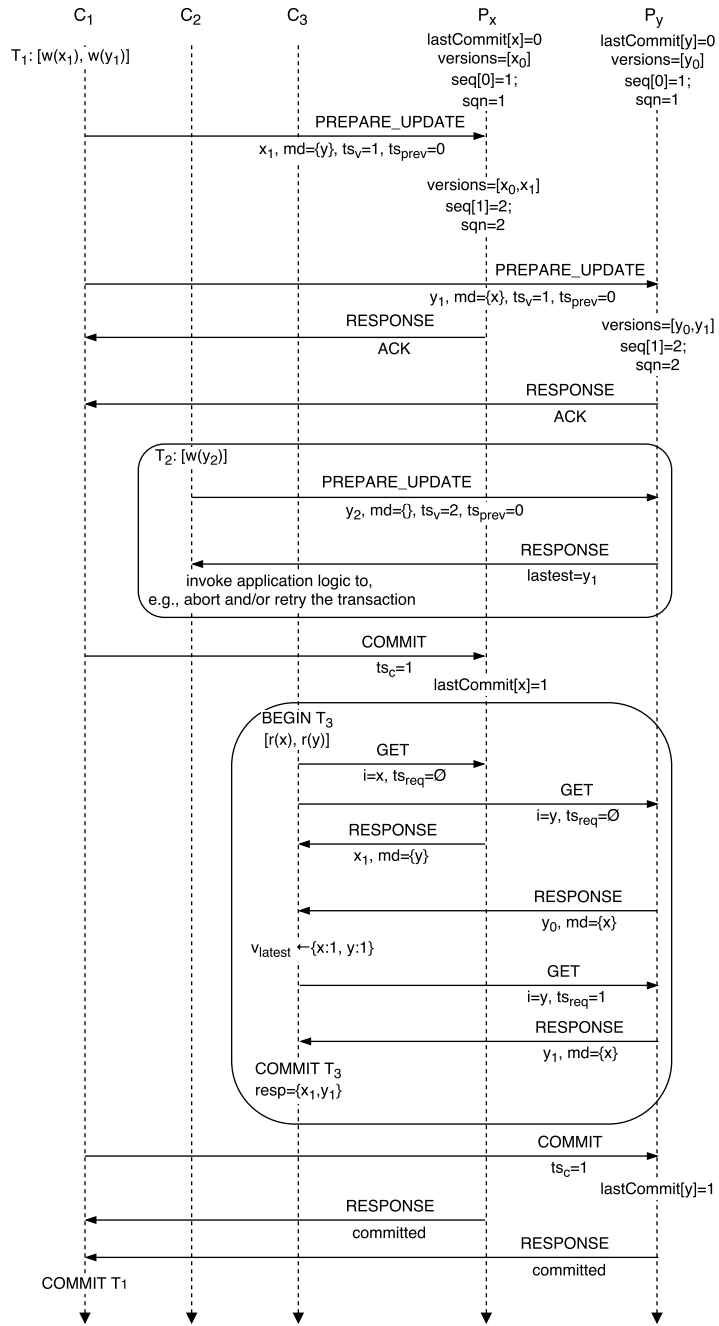 C1 C2 C3 Px Py
T1: [w(x1), w(y1)]
lastCommit[x]=0
versions=[x0]
seq[0]=1;
sqn=1
lastCommit[y]=0
versions=[y0]
seq[0]=1;
sqn=1
PREPARE_UPDATE
x1, md={y}, tsv=1, tsprev=0
versions=[x0,x1]
seq[1]=2;
sqn=2
PREPARE_UPDATE
y1, md={x}, tsv=1, tsprev=0
RESPONSE
ACK
versions=[y0,y1]
seq[1]=2;
sqn=2
RESPONSE
ACK
T2: [w(y2)]
PREPARE_UPDATE
y2, md={}, tsv=2, tsprev=0
RESPONSE
lastest=y1
invoke application logic to,
e.g., abort and/or retry the transaction
COMMIT
tsc=1
lastCommit[x]=1
BEGIN T3
[r(x), r(y)]
GET
i=x, tsreq=Ø
GET
i=y, tsreq=Ø
RESPONSE
x1, md={y}
RESPONSE
y0, md={x}
vlatest ←{x:1, y:1}
GET
i=y, tsreq=1
RESPONSE
y1, md={x}
COMMIT T3
resp={x1,y1}
COMMIT
tsc=1
lastCommit[y]=1
RESPONSE
committed
RESPONSE
committed
COMMIT T1